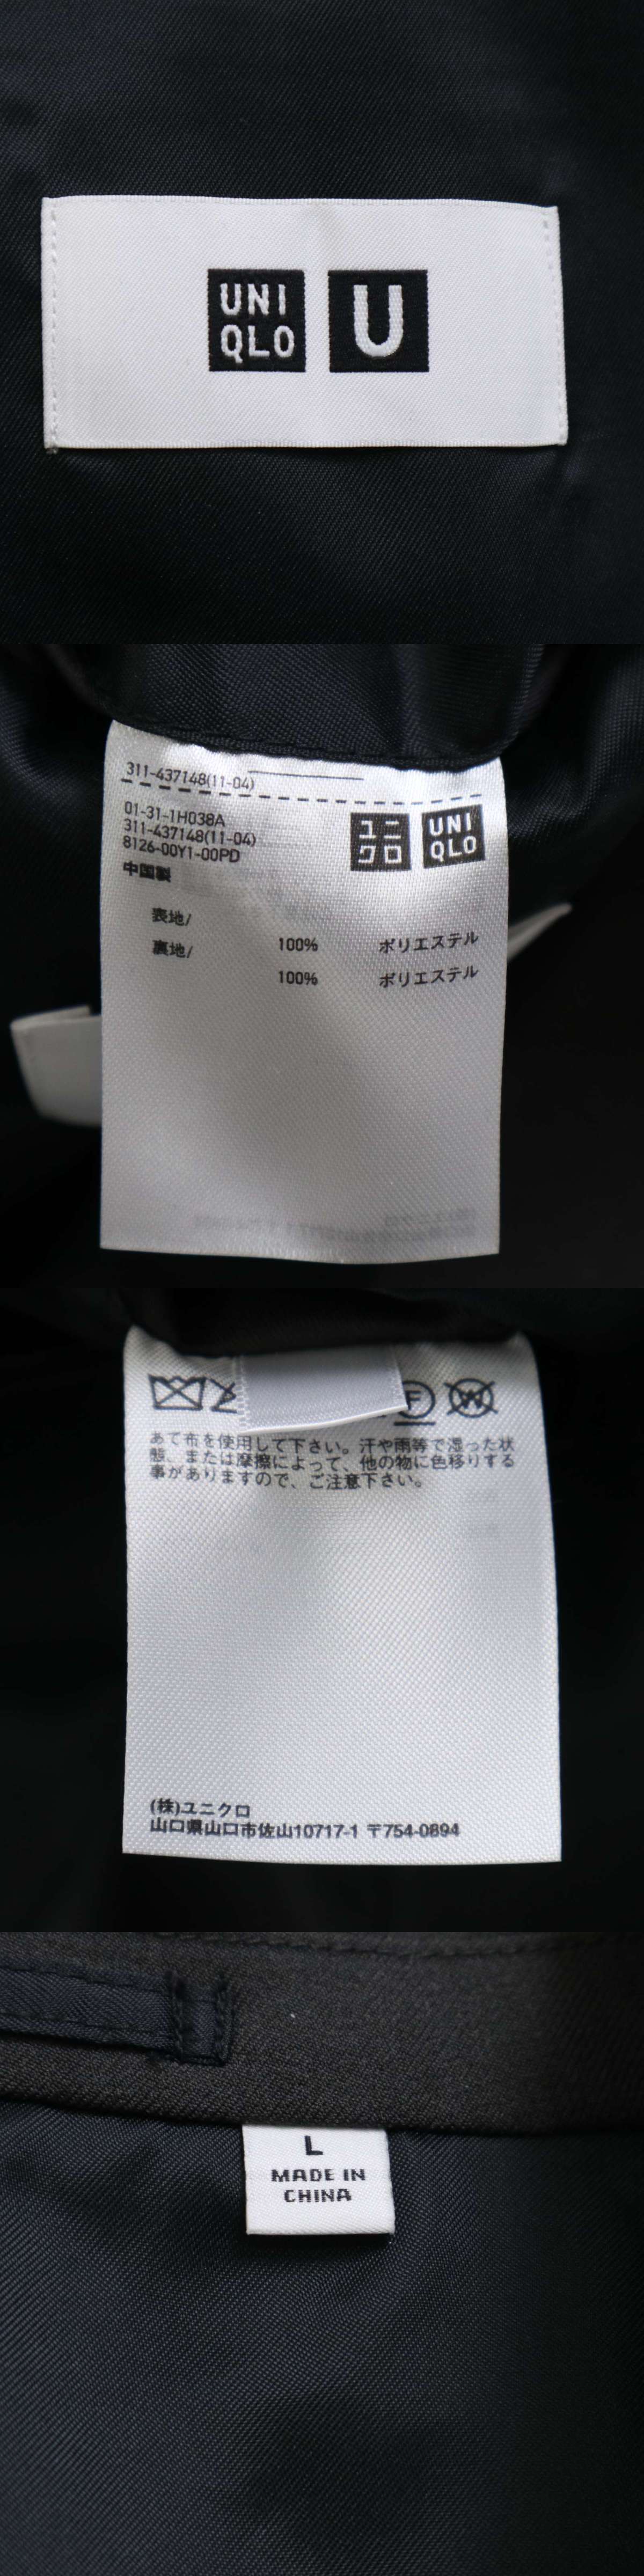 UNI
QLO
U
311-437148(11-04)
01-31-1H038A
311-437148(11-04)
8126-00Y1-00PD
中国製
ユニ
クロ
UNI
QLO
表地/
裏地/ 100% ポリエステル
100% ポリエステル
F
W
あて布を使用して下さい。汗や雨等で湿った状
態、または摩擦によって、他の物に色移りする
事がありますので、ご注意下さい。
(株)ユニクロ
山口県山口市佐山10717-1 〒754-0894
L
MADE IN
CHINA